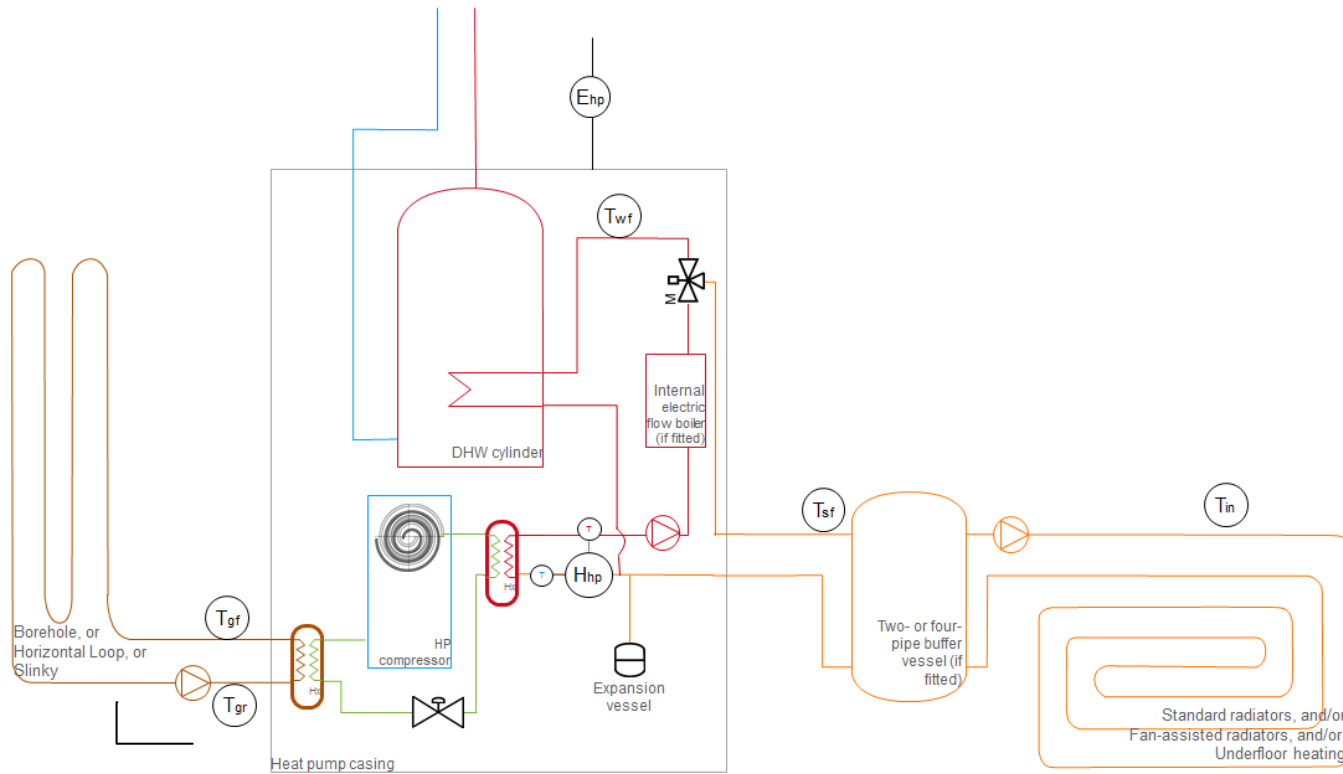 Ehp
Twf
M
Internal
electric
flow boiler
(if fitted)
DHW cylinder
Tsf
Tin
T
Hx
T
Hhp
Tgf
Borehole, or
Horizontal Loop, or
Slinky
HP
compressor
Two- or four-
pipe buffer
vessel (if
fitted)
Hx
Tgr
Expansion
vessel
Standard radiators, and/or
Fan-assisted radiators, and/or
Underfloor heating
Heat pump casing